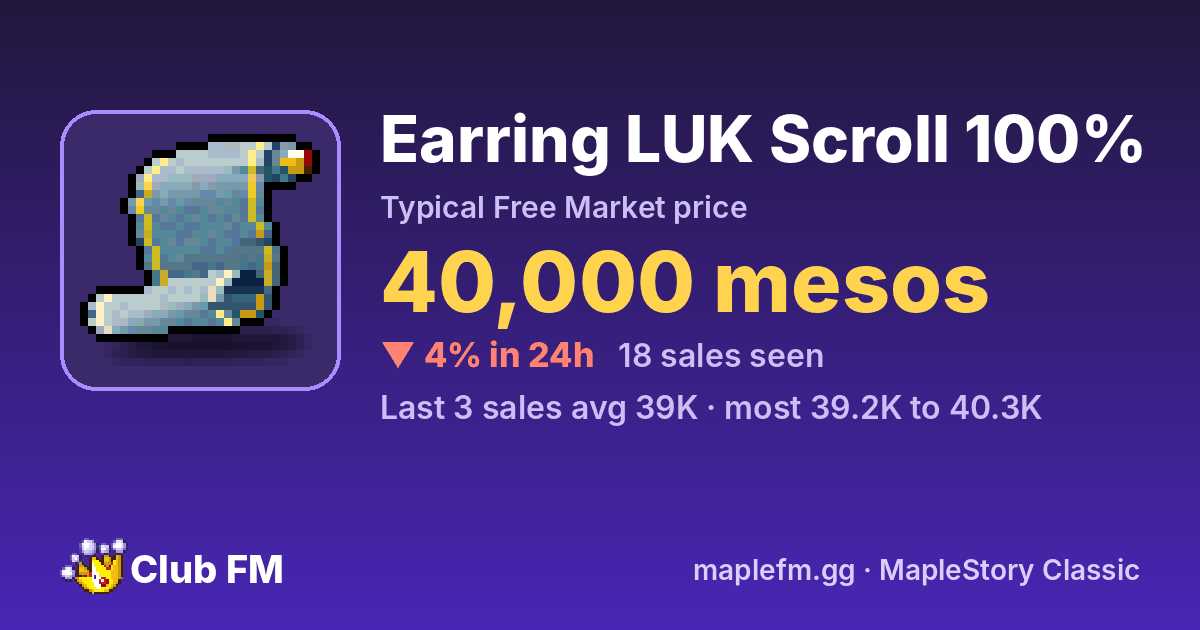 Earring LUK Scroll 100%
Typical Free Market price
40,000 mesos
▼ 4% in 24h 18 sales seen
Last 3 sales avg 39K · most 39.2K to 40.3K
Club FM
maplefm.gg · MapleStory Classic